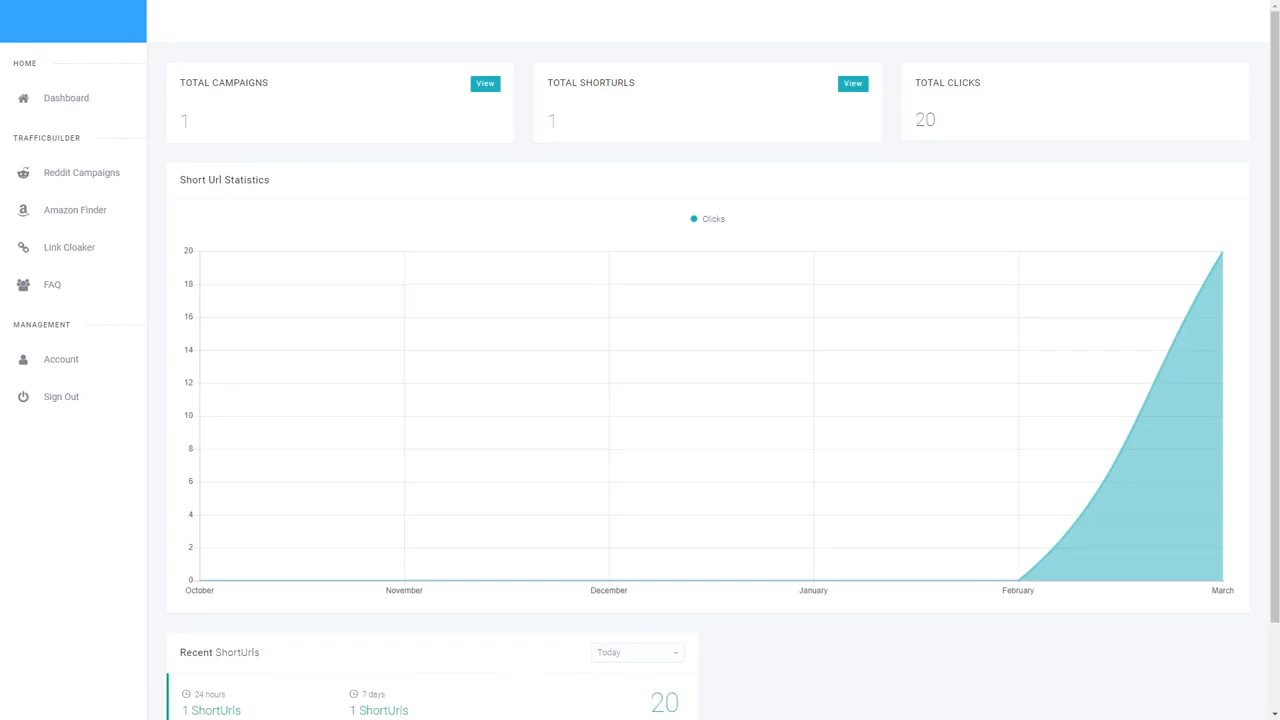 HOME
Dashboard
TRAFFICBUILDER
Reddit Campaigns
Amazon Finder
Link Cloaker
FAQ
MANAGEMENT
Account
Sign Out
TOTAL CAMPAIGNS
View
1
TOTAL SHORTURLS
View
1
TOTAL CLICKS
20
Short Url Statistics
Clicks
20
18
16
14
12
10
8
6
4
2
0
October November December January February March
Recent ShortUrls
Today
24 hours
1 ShortUrls
7 days
1 ShortUrls
20